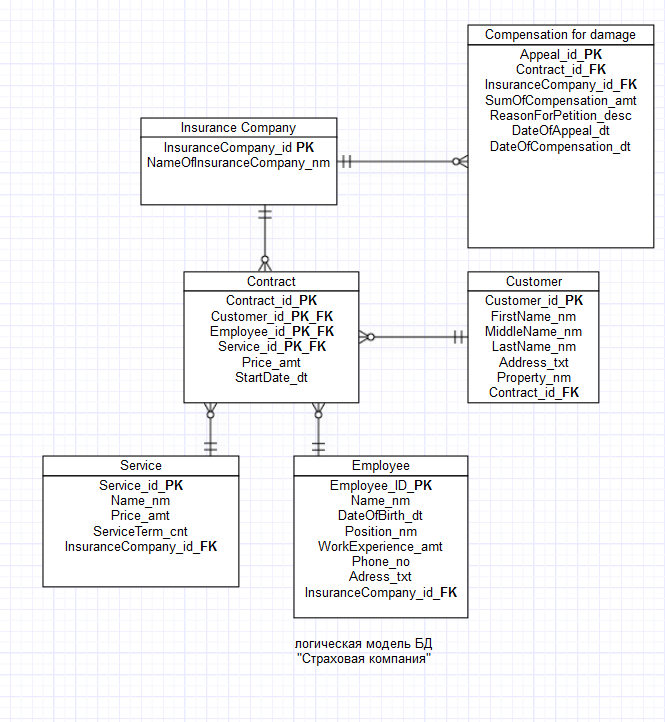 Compensation for damage
Appeal_id_PK
Contract_id_FK
InsuranceCompany_id_FK
SumOfCompensation_amt
ReasonForPetition_desc
DateOfAppeal_dt
DateOfCompensation_dt
Insurance Company
InsuranceCompany_id PK
NameOfInsuranceCompany_nm
Contract
Contract_id_PK
Customer_id_PK_FK
Employee_id_PK_FK
Service_id_PK_FK
Price_amt
StartDate_dt
Customer
Customer_id_PK
FirstName_nm
MiddleName_nm
LastName_nm
Address_txt
Property_nm
Contract_id_FK
Service
Service_id_PK
Name_nm
Price_amt
ServiceTerm_cnt
InsuranceCompany_id_FK
Employee
Employee_ID_PK
Name_nm
DateOfBirth_dt
Position_nm
WorkExperience_amt
Phone_no
Adress_txt
InsuranceCompany_id_FK
логическая модель БД
"Страховая компания"